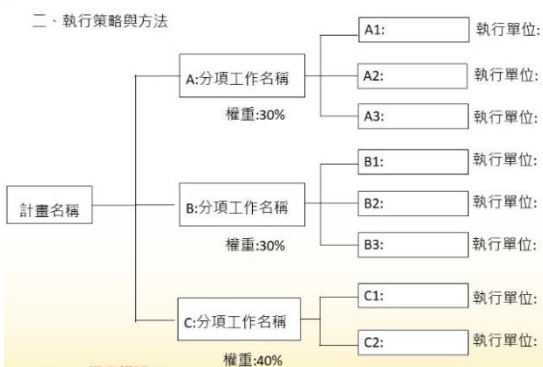 二、執行策略與方法
A1: 執行單位:
A:分項工作名稱 A2: 執行單位:
權重:30%
A3: 執行單位:
B1: 執行單位:
計畫名稱 B:分項工作名稱 B2: 執行單位:
權重:30%
B3: 執行單位:
C1: 執行單位:
C:分項工作名稱
C2: 執行單位:
權重:40%